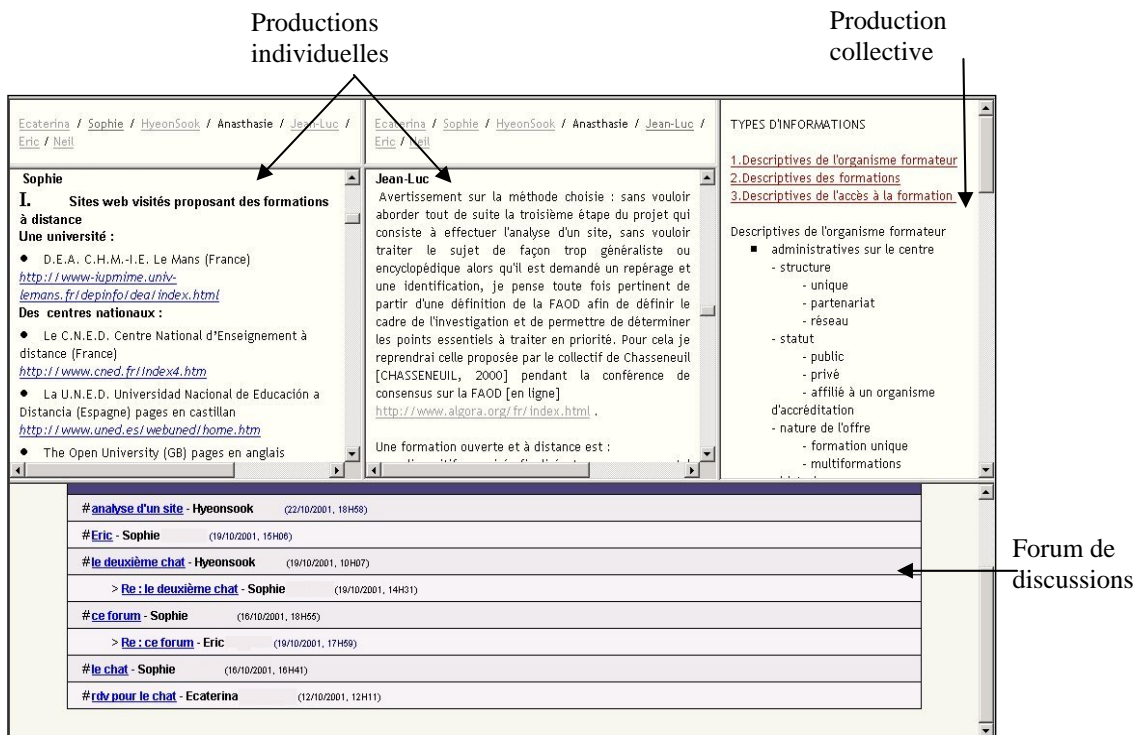 Productions
individuelles
Production
collective
Ecaterina / Sophie / HyeonSook / Anasthasie / Jean-Luc /
Eric / Neil
Sophie
I. Sites web visités proposant des formations
à distance
Une université :
● D.E.A. C.H.M.-I.E. Le Mans (France)
http://www-iupmime.univ-
lemans.fr/depinfo/dea/index.html
Des centres nationaux :
● Le C.N.E.D. Centre National d'Enseignement à
distance (France)
http://www.cned.fr/Index4.htm
● La U.N.E.D. Universidad Nacional de Educación a
Distancia (Espagne) pages en castillan
http://www.uned.es/webuned/home.htm
● The Open University (GB) pages en anglais
Ecaterina / Sophie / HyeonSook / Anasthasie / Jean-Luc /
Eric / Neil
Jean-Luc
Avertissement sur la méthode choisie : sans vouloir
aborder tout de suite la troisième étape du projet qui
consiste à effectuer l'analyse d'un site, sans vouloir
traiter le sujet de façon trop généraliste ou
encyclopédique alors qu'il est demandé un repérage et
une identification, je pense toute fois pertinent de
partir d'une définition de la FAOD afin de définir le
cadre de l'investigation et de permettre de déterminer
les points essentiels à traiter en priorité. Pour cela je
reprendrai celle proposée par le collectif de Chasseneuil
[CHASSENEUIL, 2000] pendant la conférence de
consensus sur la FAOD [en ligne]
http://www.algora.org/fr/index.html .
Une formation ouverte et à distance est :
TYPES D'INFORMATIONS
1.Descriptives de l'organisme formateur
2.Descriptives des formations
3.Descriptives de l'accès à la formation
Descriptives de l'organisme formateur
■ administratives sur le centre
- structure
- unique
- partenariat
- réseau
- statut
- public
- privé
- affilié à un organisme
d'accréditation
- nature de l'offre
- formation unique
- multiformations
#analyse d'un site - Hyeonsook (22/10/2001, 18H58)
#Eric - Sophie (19/10/2001, 15H06)
#le deuxième chat - Hyeonsook (19/10/2001, 10H07)
> Re : le deuxième chat - Sophie (19/10/2001, 14H31)
#ce forum - Sophie (16/10/2001, 18H55)
> Re : ce forum - Eric (19/10/2001, 17H59)
#le chat - Sophie (16/10/2001, 16H41)
#rdv pour le chat - Ecaterina (12/10/2001, 12H11)
Forum de
discussions